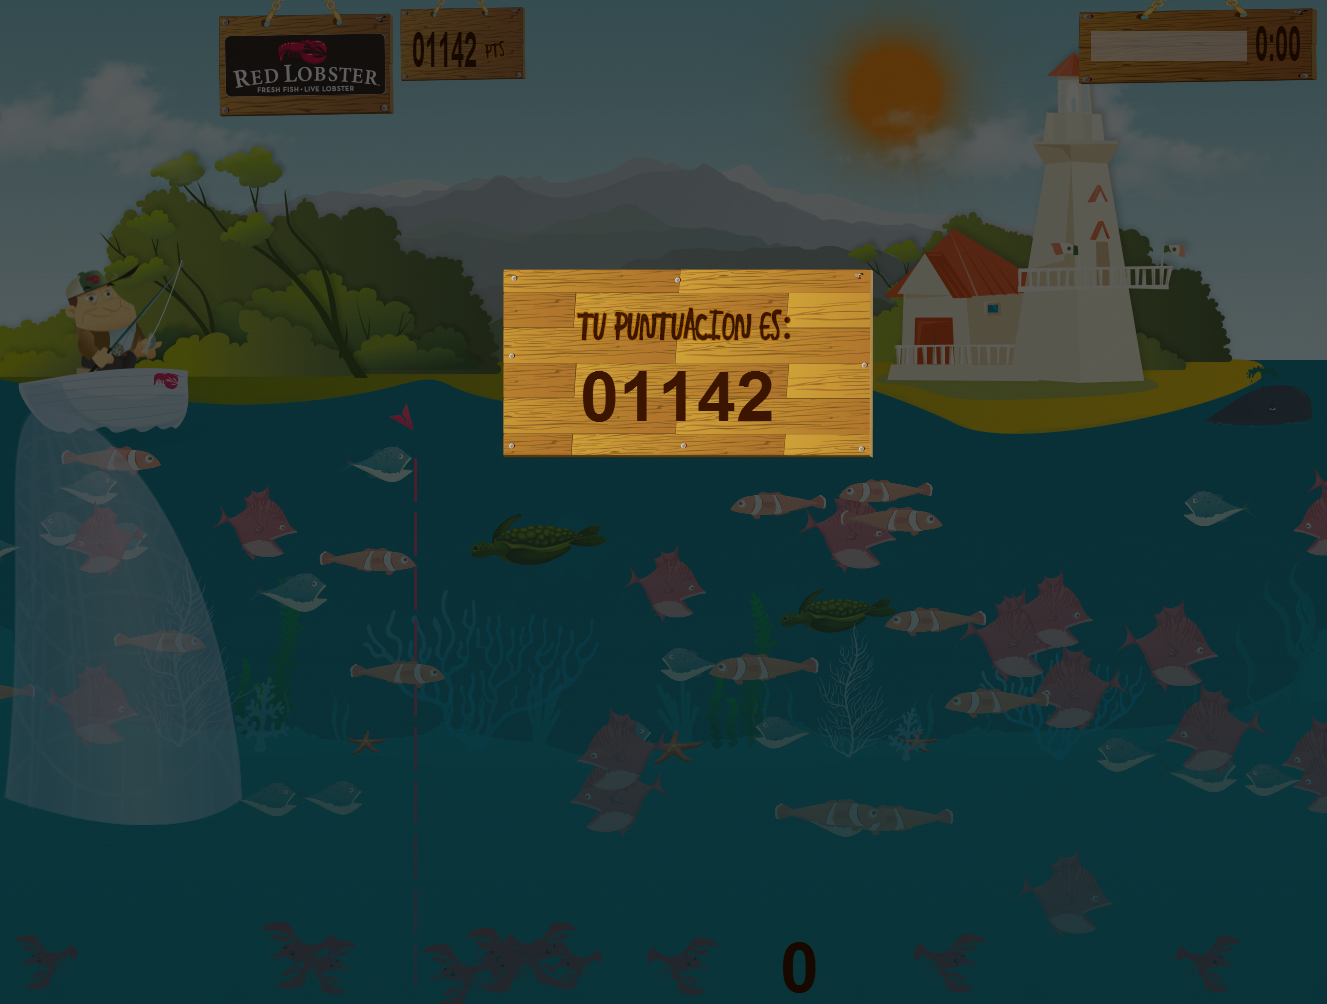 RED LOBSTER
FRESH FISH • LIVE LOBSTER
01142 PTS
0:00
TU PUNTUACION ES:
01142
0